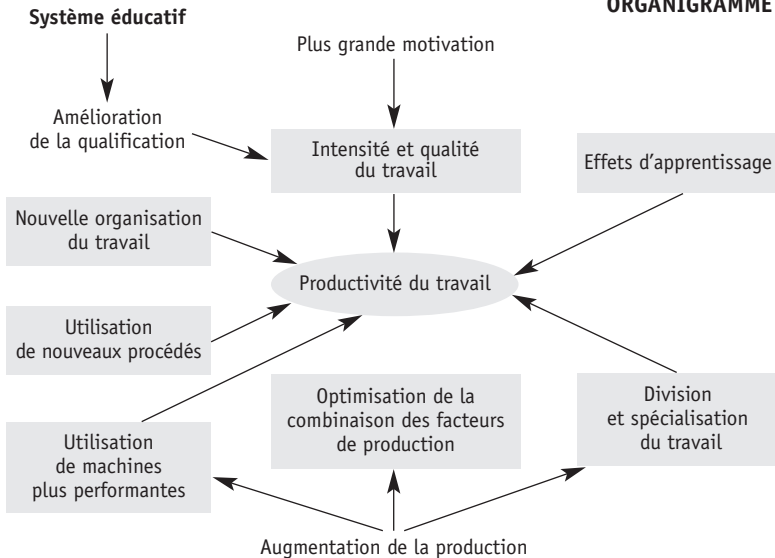 ORGANIGRAMME
Système éducatif
Plus grande motivation
Amélioration
de la qualification
Intensité et qualité
du travail
Effets d'apprentissage
Nouvelle organisation
du travail
Productivité du travail
Utilisation
de nouveaux procédés
Optimisation de la
combinaison des facteurs
de production
Division
et spécialisation
du travail
Utilisation
de machines
plus performantes
Augmentation de la production